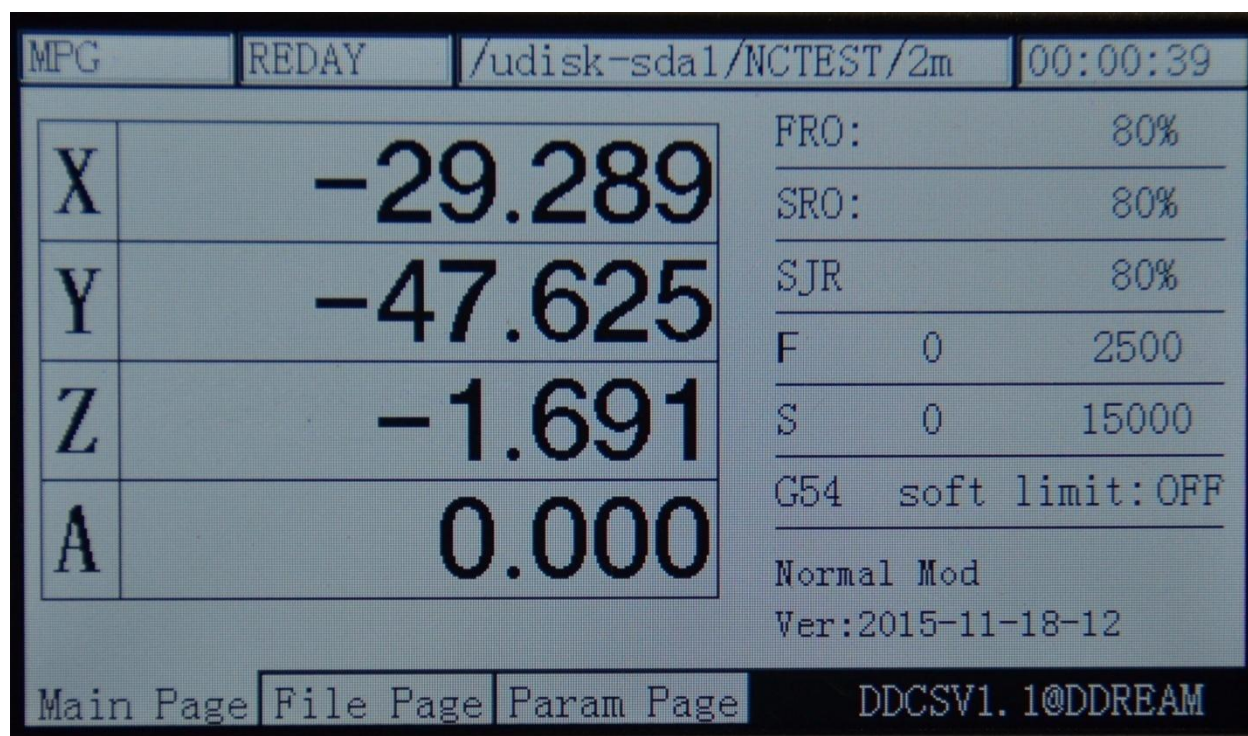 MPG REDAY /udisk-sda1/NCTEST/2m 00:00:39
X -29.289
Y -47.625
Z -1.691
A 0.000
FRO: 80%
SRO: 80%
SJR 80%
F 0 2500
S 0 15000
G54 soft limit:OFF
Normal Mod
Ver:2015-11-18-12
Main Page File Page Param Page DDCSV1.1@DDREAM